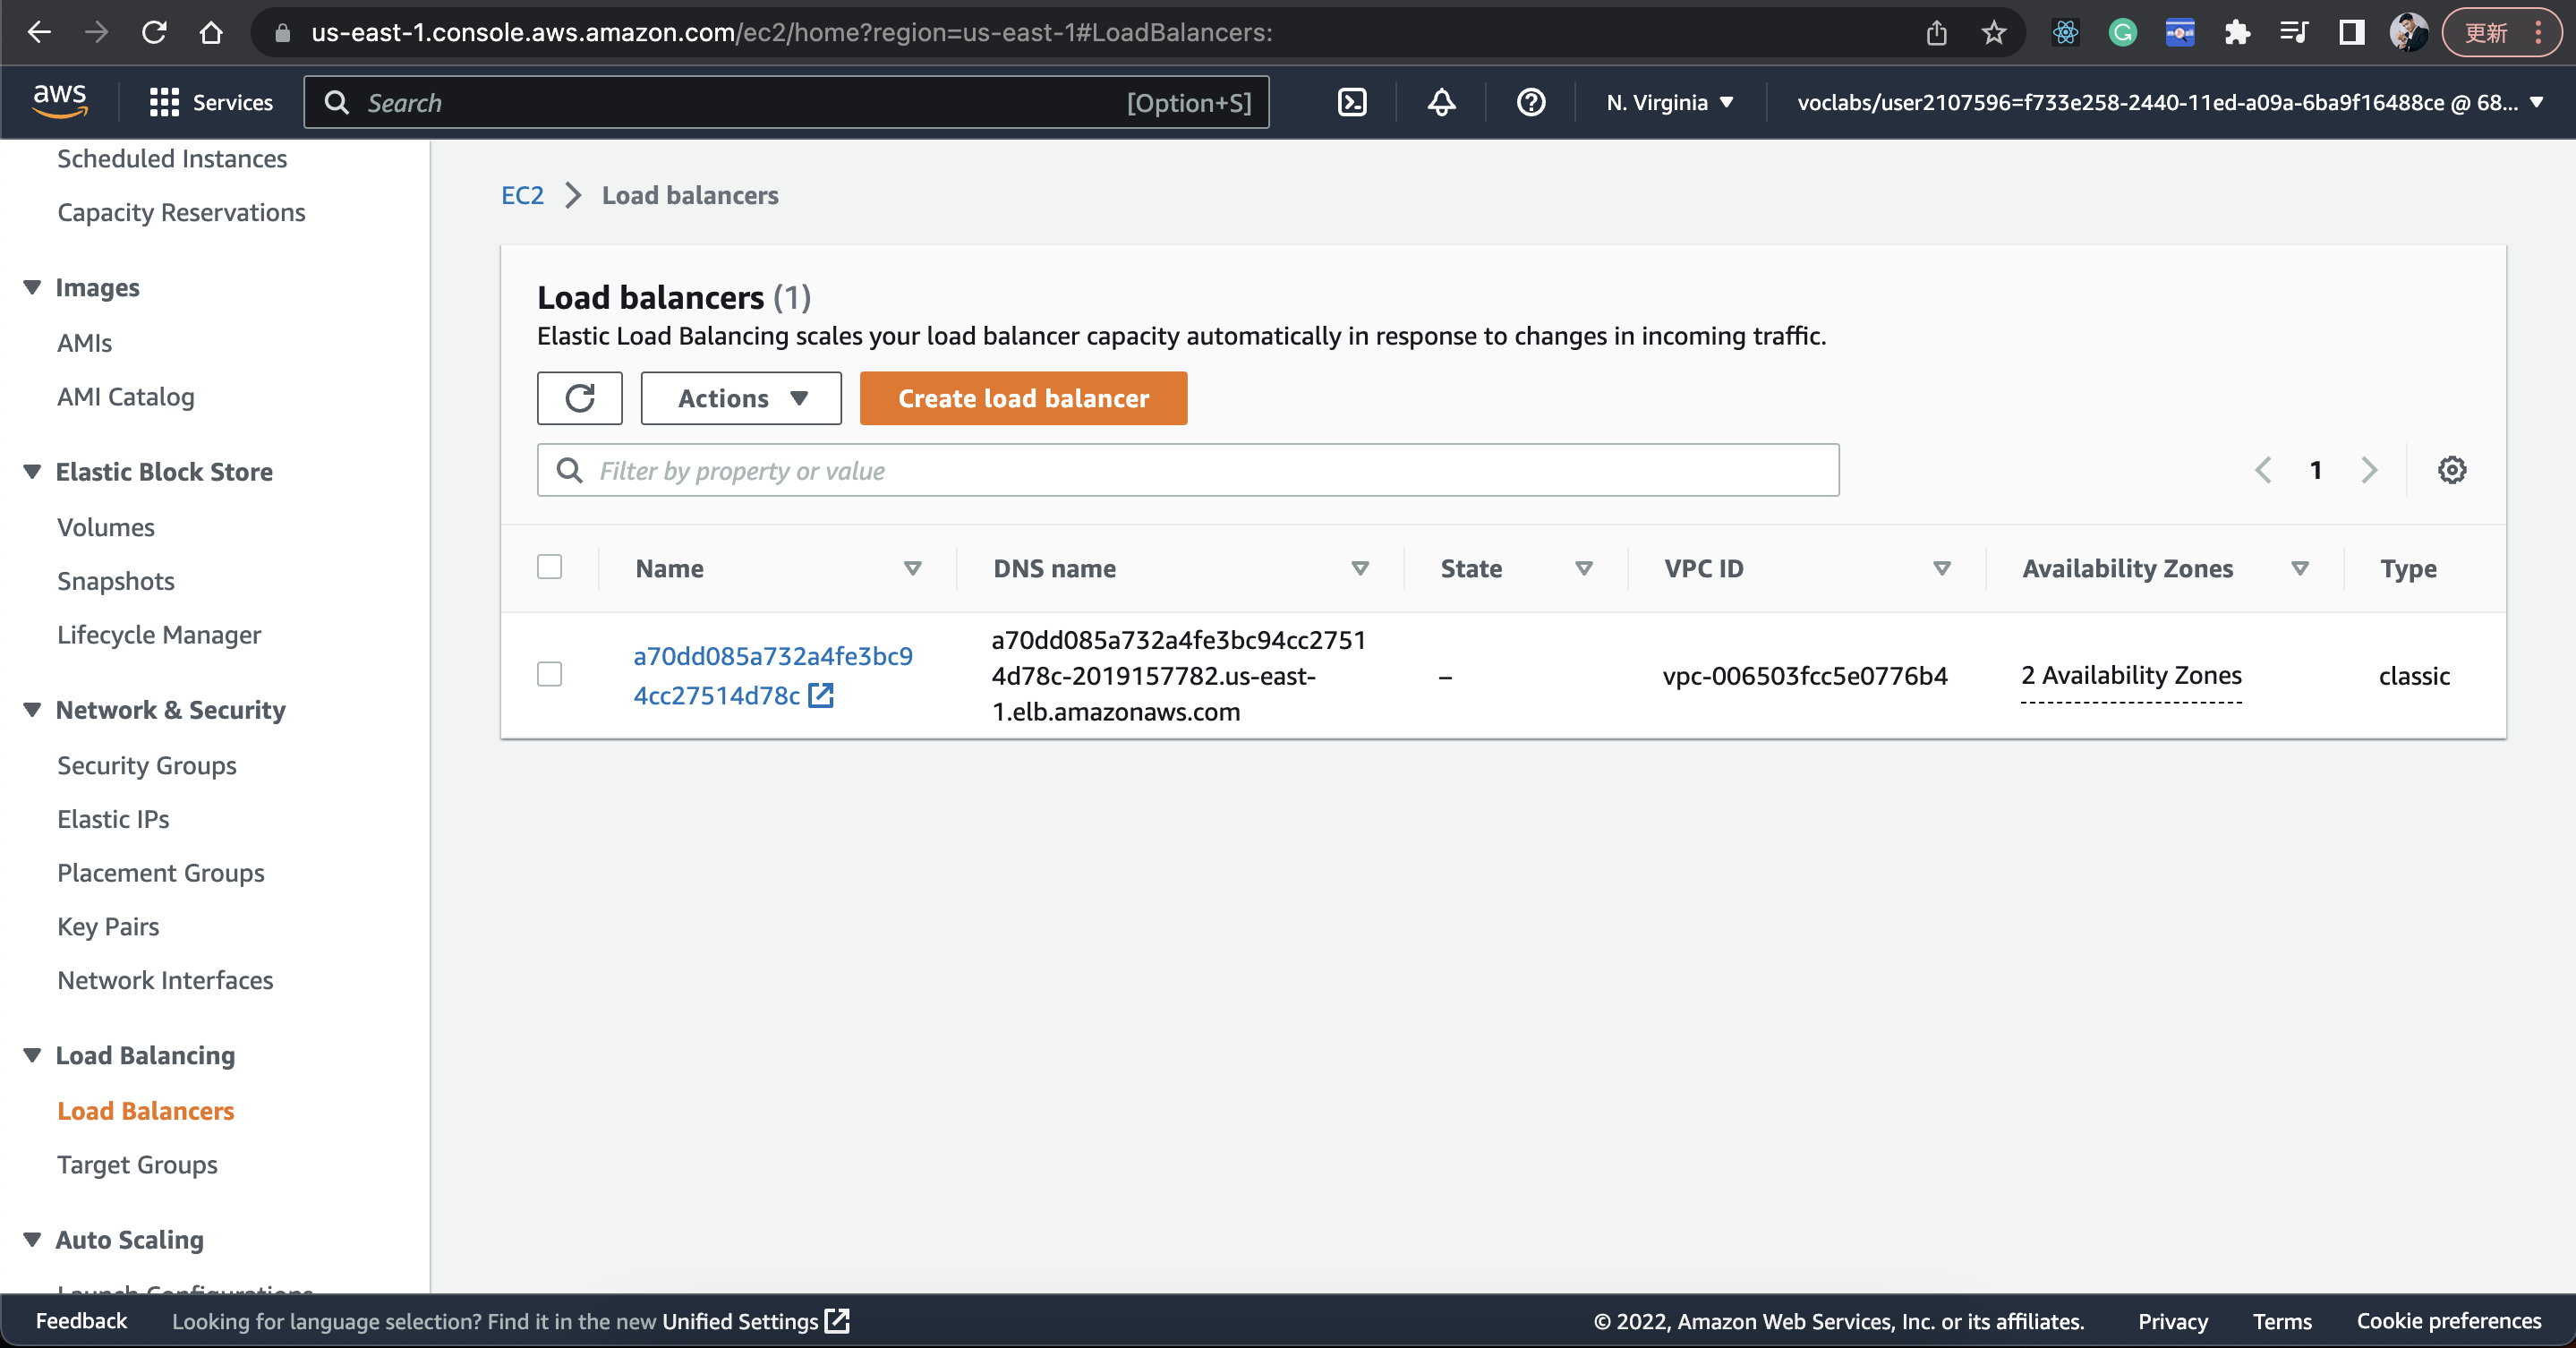 us-east-1.console.aws.amazon.com/ec2/home?region=us-east-1#LoadBalancers:
更新
aws
Services
Search
[Option+S]
N. Virginia
voclabs/user2107596=f733e258-2440-11ed-a09a-6ba9f16488ce @ 68...
Scheduled Instances
Capacity Reservations
Images
AMIs
AMI Catalog
Elastic Block Store
Volumes
Snapshots
Lifecycle Manager
Network & Security
Security Groups
Elastic IPs
Placement Groups
Key Pairs
Network Interfaces
Load Balancing
Load Balancers
Target Groups
Auto Scaling
Launch Configurations
EC2
Load balancers
Load balancers (1)
Elastic Load Balancing scales your load balancer capacity automatically in response to changes in incoming traffic.
Actions
Create load balancer
Filter by property or value
1
Name
DNS name
State
VPC ID
Availability Zones
Type
a70dd085a732a4fe3bc9
4cc27514d78c
a70dd085a732a4fe3bc94cc2751
4d78c-2019157782.us-east-
1.elb.amazonaws.com
–
vpc-006503fcc5e0776b4
2 Availability Zones
classic
Feedback
Looking for language selection? Find it in the new Unified Settings
© 2022, Amazon Web Services, Inc. or its affiliates.
Privacy
Terms
Cookie preferences